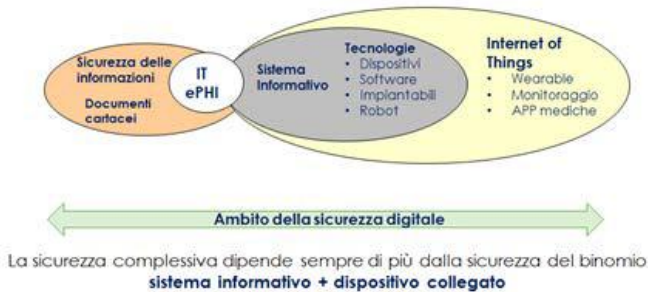 Sicurezza delle
informazioni
Documenti
cartacei
IT
ePHI
Sistema
Informativo
Tecnologie
• Dispositivi
• Software
• Impiantabili
• Robot
Internet of
Things
• Wearable
• Monitoraggio
• APP mediche
Ambito della sicurezza digitale
La sicurezza complessiva dipende sempre di più dalla sicurezza del binomio
sistema informativo + dispositivo collegato